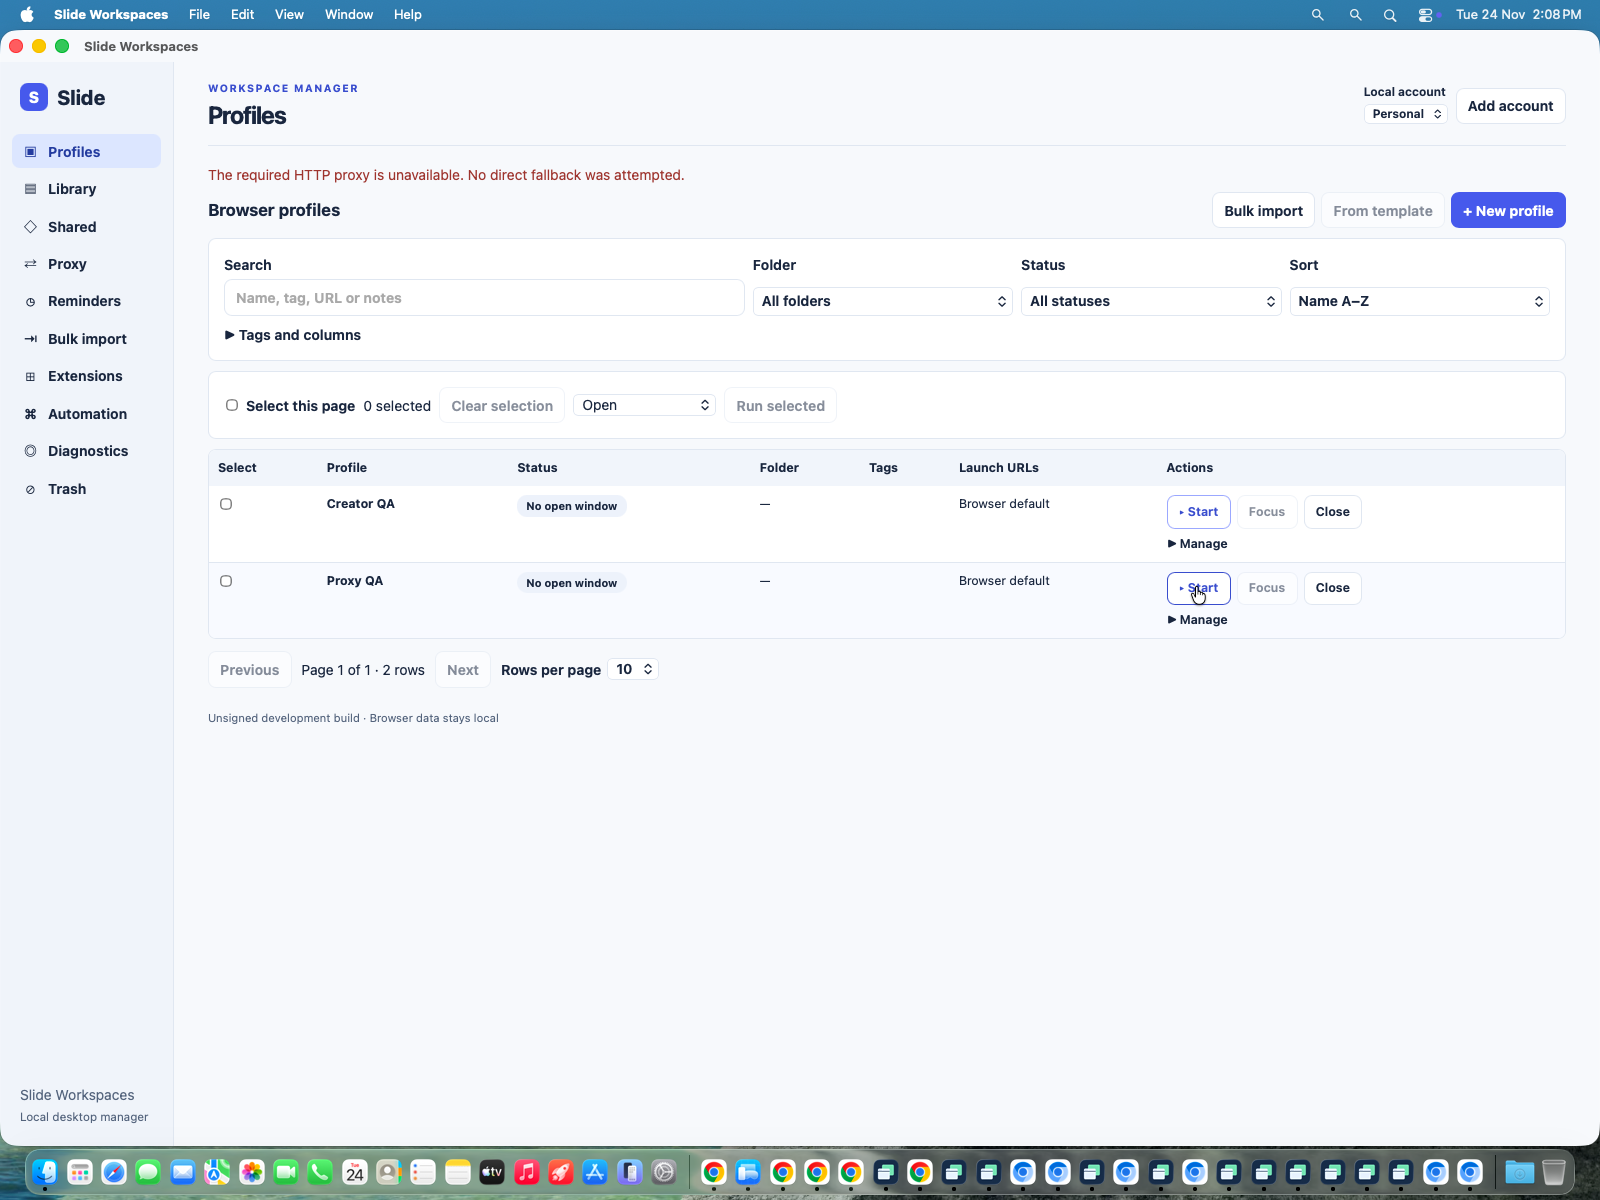 Slide Workspaces File Edit View Window Help Tue 24 Nov 2:08 PM
Slide Workspaces
S Slide
Profiles
Library
Shared
Proxy
Reminders
Bulk import
Extensions
Automation
Diagnostics
Trash
Slide Workspaces
Local desktop manager
WORKSPACE MANAGER
Profiles
Local account
Personal
Add account
The required HTTP proxy is unavailable. No direct fallback was attempted.
Browser profiles
Bulk import From template + New profile
Search Folder Status Sort
Name, tag, URL or notes All folders All statuses Name A–Z
Tags and columns
Select this page 0 selected Clear selection Open Run selected
Select Profile Status Folder Tags Launch URLs Actions
Creator QA No open window — Browser default Start Focus Close
Manage
Proxy QA No open window — Browser default Start Focus Close
Manage
Previous Page 1 of 1 · 2 rows Next Rows per page 10
Unsigned development build · Browser data stays local
Tue
24
tv